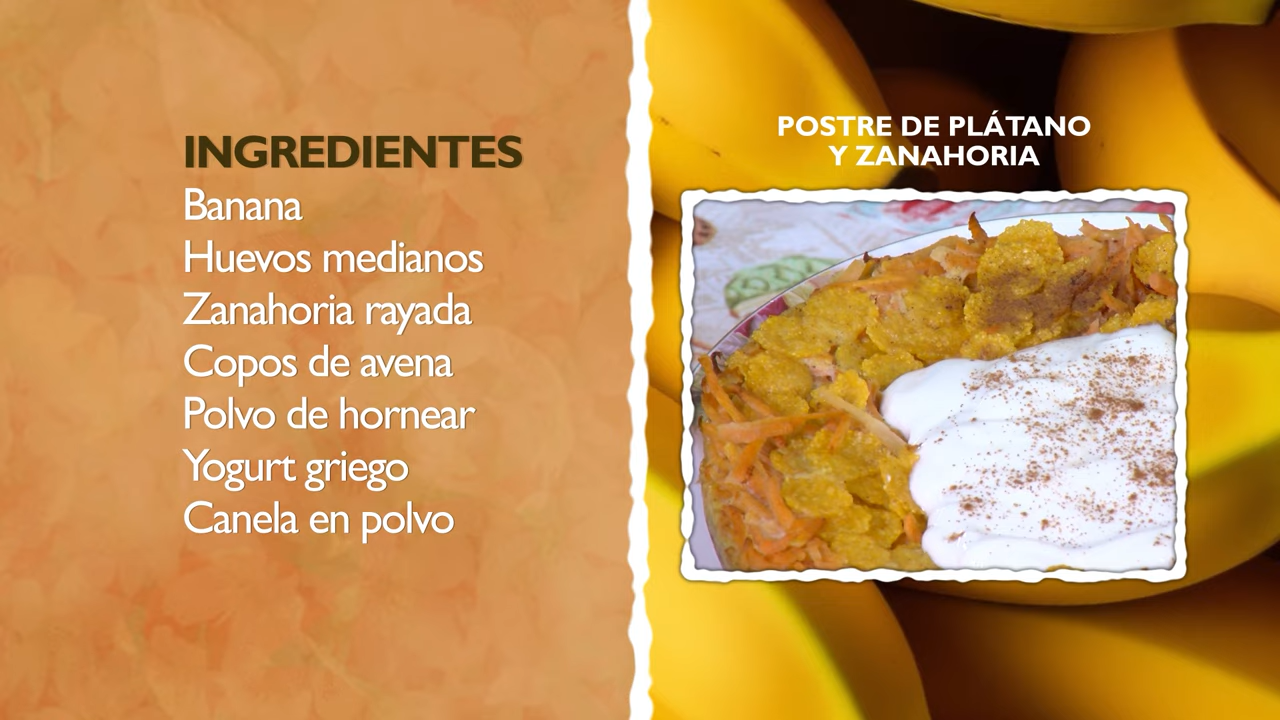 INGREDIENTES
Banana
Huevos medianos
Zanahoria rayada
Copos de avena
Polvo de hornear
Yogurt griego
Canela en polvo
POSTRE DE PLÁTANO
Y ZANAHORIA